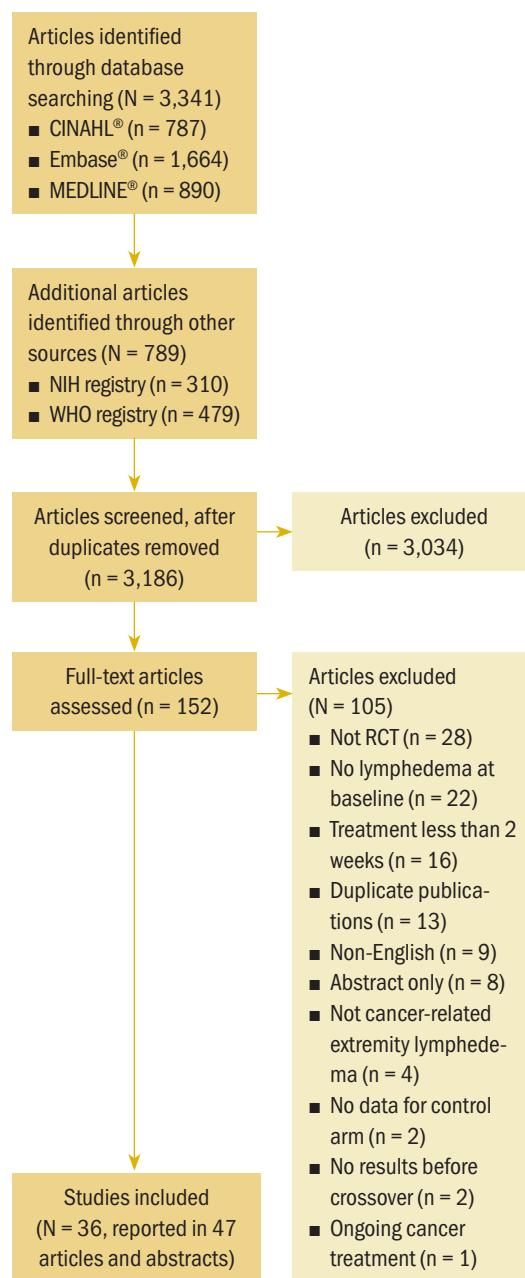 Articles identified
through database
searching (N = 3,341)
■ CINAHL® (n = 787)
■ Embase® (n = 1,664)
■ MEDLINE® (n = 890)
Additional articles
identified through other
sources (N = 789)
■ NIH registry (n = 310)
■ WHO registry (n = 479)
Articles screened, after
duplicates removed
(n = 3,186)
Articles excluded
(n = 3,034)
Full-text articles
assessed (n = 152)
Articles excluded
(N = 105)
■ Not RCT (n = 28)
■ No lymphedema at
baseline (n = 22)
■ Treatment less than 2
weeks (n = 16)
■ Duplicate publica-
tions (n = 13)
■ Non-English (n = 9)
■ Abstract only (n = 8)
■ Not cancer-related
extremity lymphede-
ma (n = 4)
■ No data for control
arm (n = 2)
■ No results before
crossover (n = 2)
■ Ongoing cancer
treatment (n = 1)
Studies included
(N = 36, reported in 47
articles and abstracts)